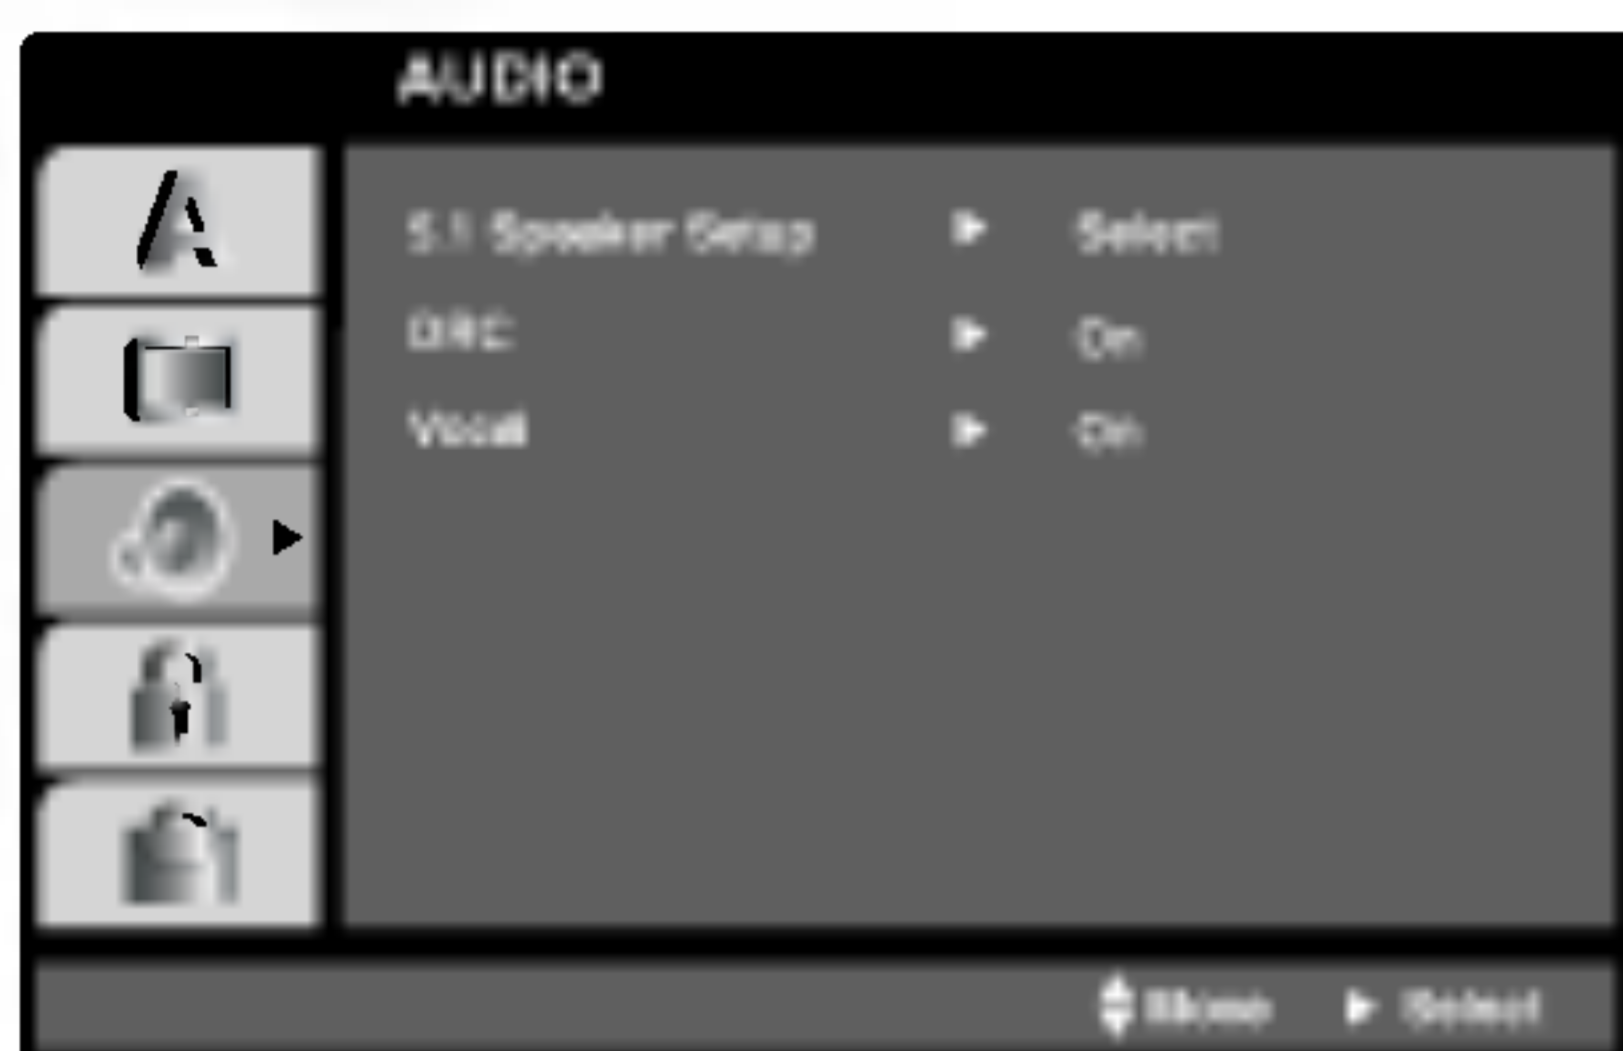 AUDIO
5.1 Speaker Setup Select
DRC On
Vocal On
Move Select